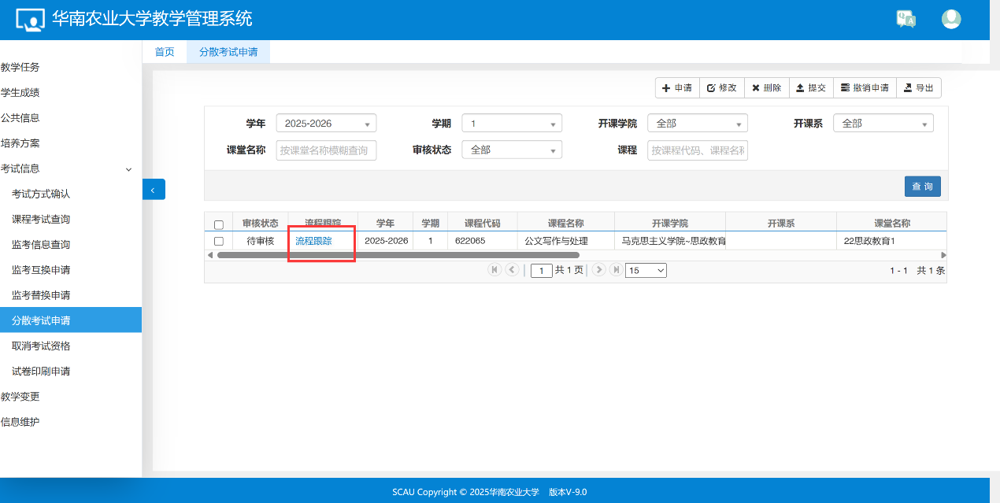 华南农业大学教学管理系统
首页 分散考试申请
教学任务
学生成绩
公共信息
培养方案
考试信息
考试方式确认
课程考试查询
监考信息查询
监考互换申请
监考替换申请
分散考试申请
取消考试资格
试卷印刷申请
教学变更
信息维护
申请 修改 删除 提交 撤销申请 导出
学年 2025-2026 学期 1 开课学院 全部 开课系 全部
课堂名称 按课堂名称模糊查询 审核状态 全部 课程 按课程代码、课程名称
查 询
审核状态 流程跟踪 学年 学期 课程代码 课程名称 开课学院 开课系 课堂名称
待审核 流程跟踪 2025-2026 1 622065 公文写作与处理 马克思主义学院~思政教育 22思政教育1
1 共 1 页 15 1 - 1 共 1 条
SCAU Copyright © 2025华南农业大学 版本V-9.0